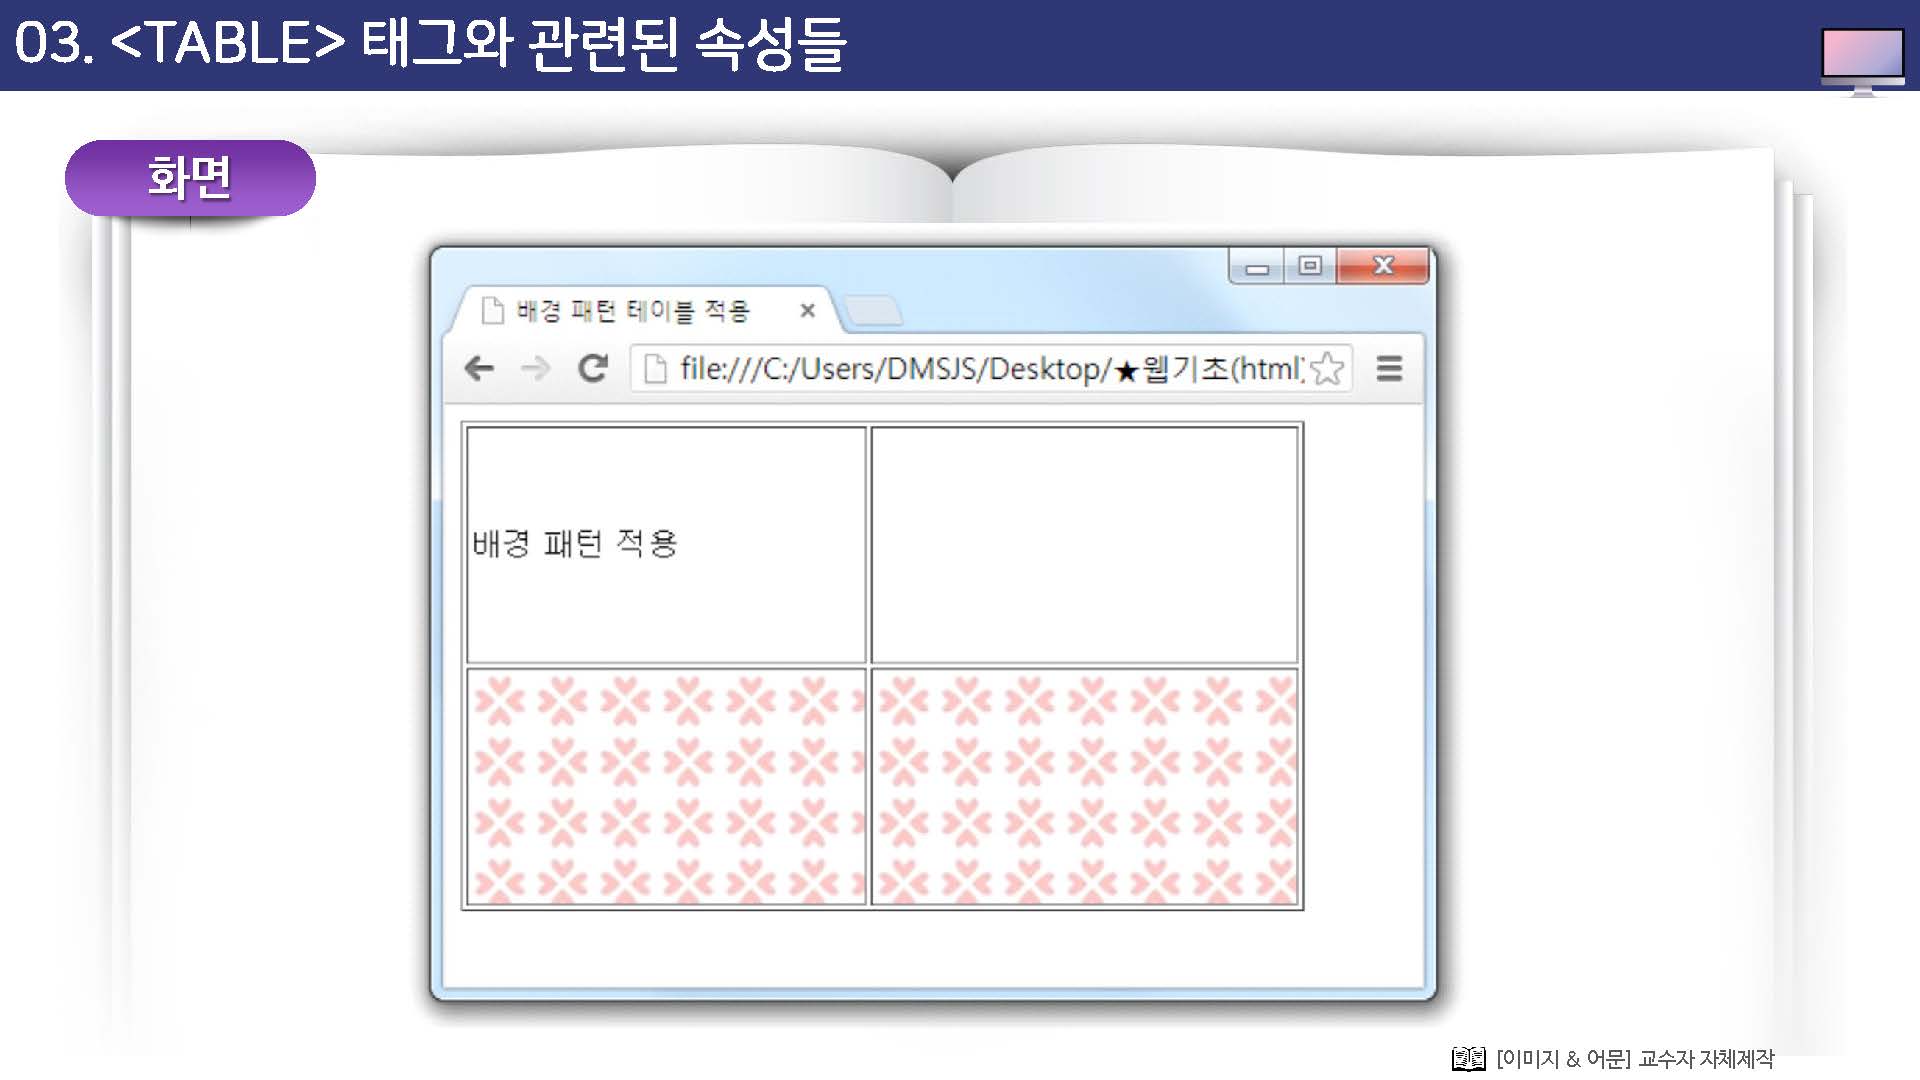 03. <TABLE> 태그와 관련된 속성들
화면
배경 패턴 테이블 적용
file:///C:/Users/DMSJS/Desktop/★웹기초(html)
배경 패턴 적용
[이미지 & 어문] 교수자 자체제작